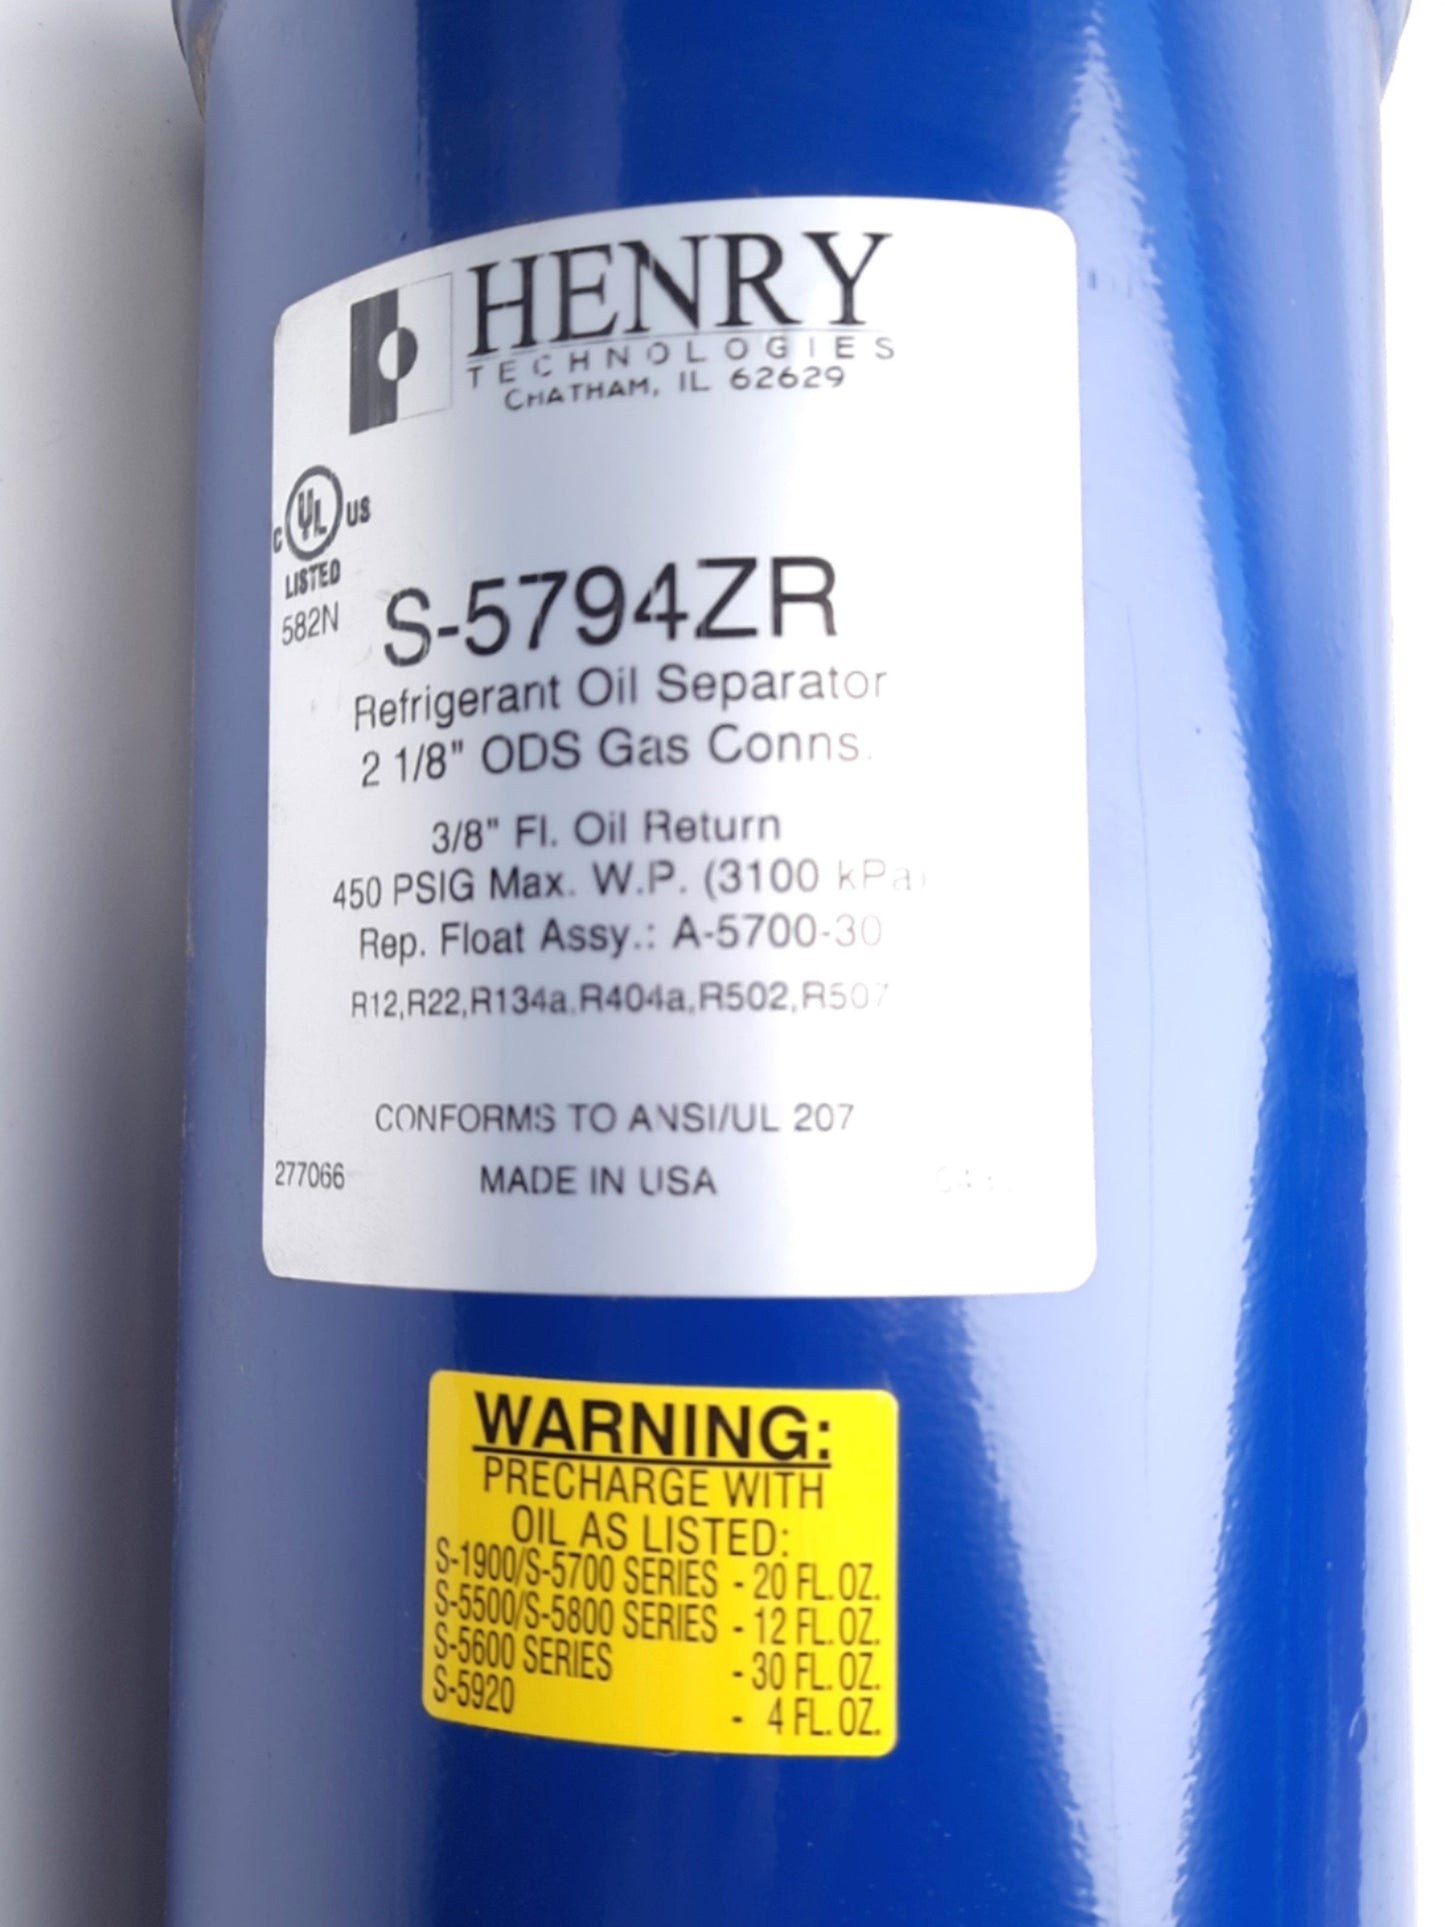 HENRY
TECHNOLOGIES
CHATHAM, IL 62629
C UL US
LISTED
582N
S-5794ZR
Refrigerant Oil Separator
2 1/8" ODS Gas Conns.
3/8" Fl. Oil Return
450 PSIG Max. W.P. (3100 kPa)
Rep. Float Assy.: A-5700-30
R12,R22,R134a,R404a,R502,R507
CONFORMS TO ANSI/UL 207
277066 MADE IN USA
WARNING:
PRECHARGE WITH
OIL AS LISTED:
S-1900/S-5700 SERIES - 20 FL. OZ.
S-5500/S-5800 SERIES - 12 FL. OZ.
S-5600 SERIES - 30 FL. OZ.
S-5920 - 4 FL. OZ.